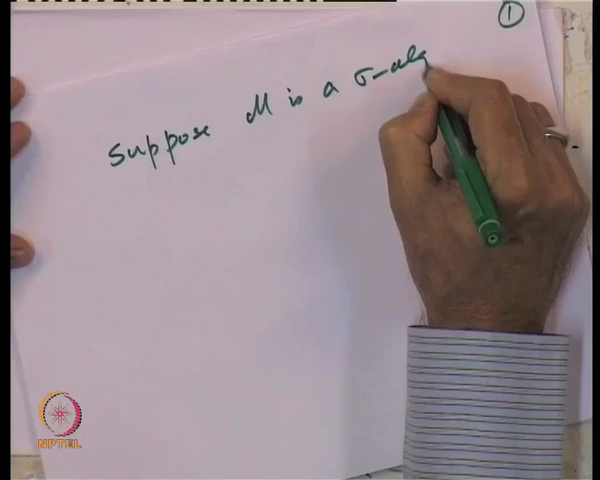 ①
Suppose M is a σ-alg
NPTEL